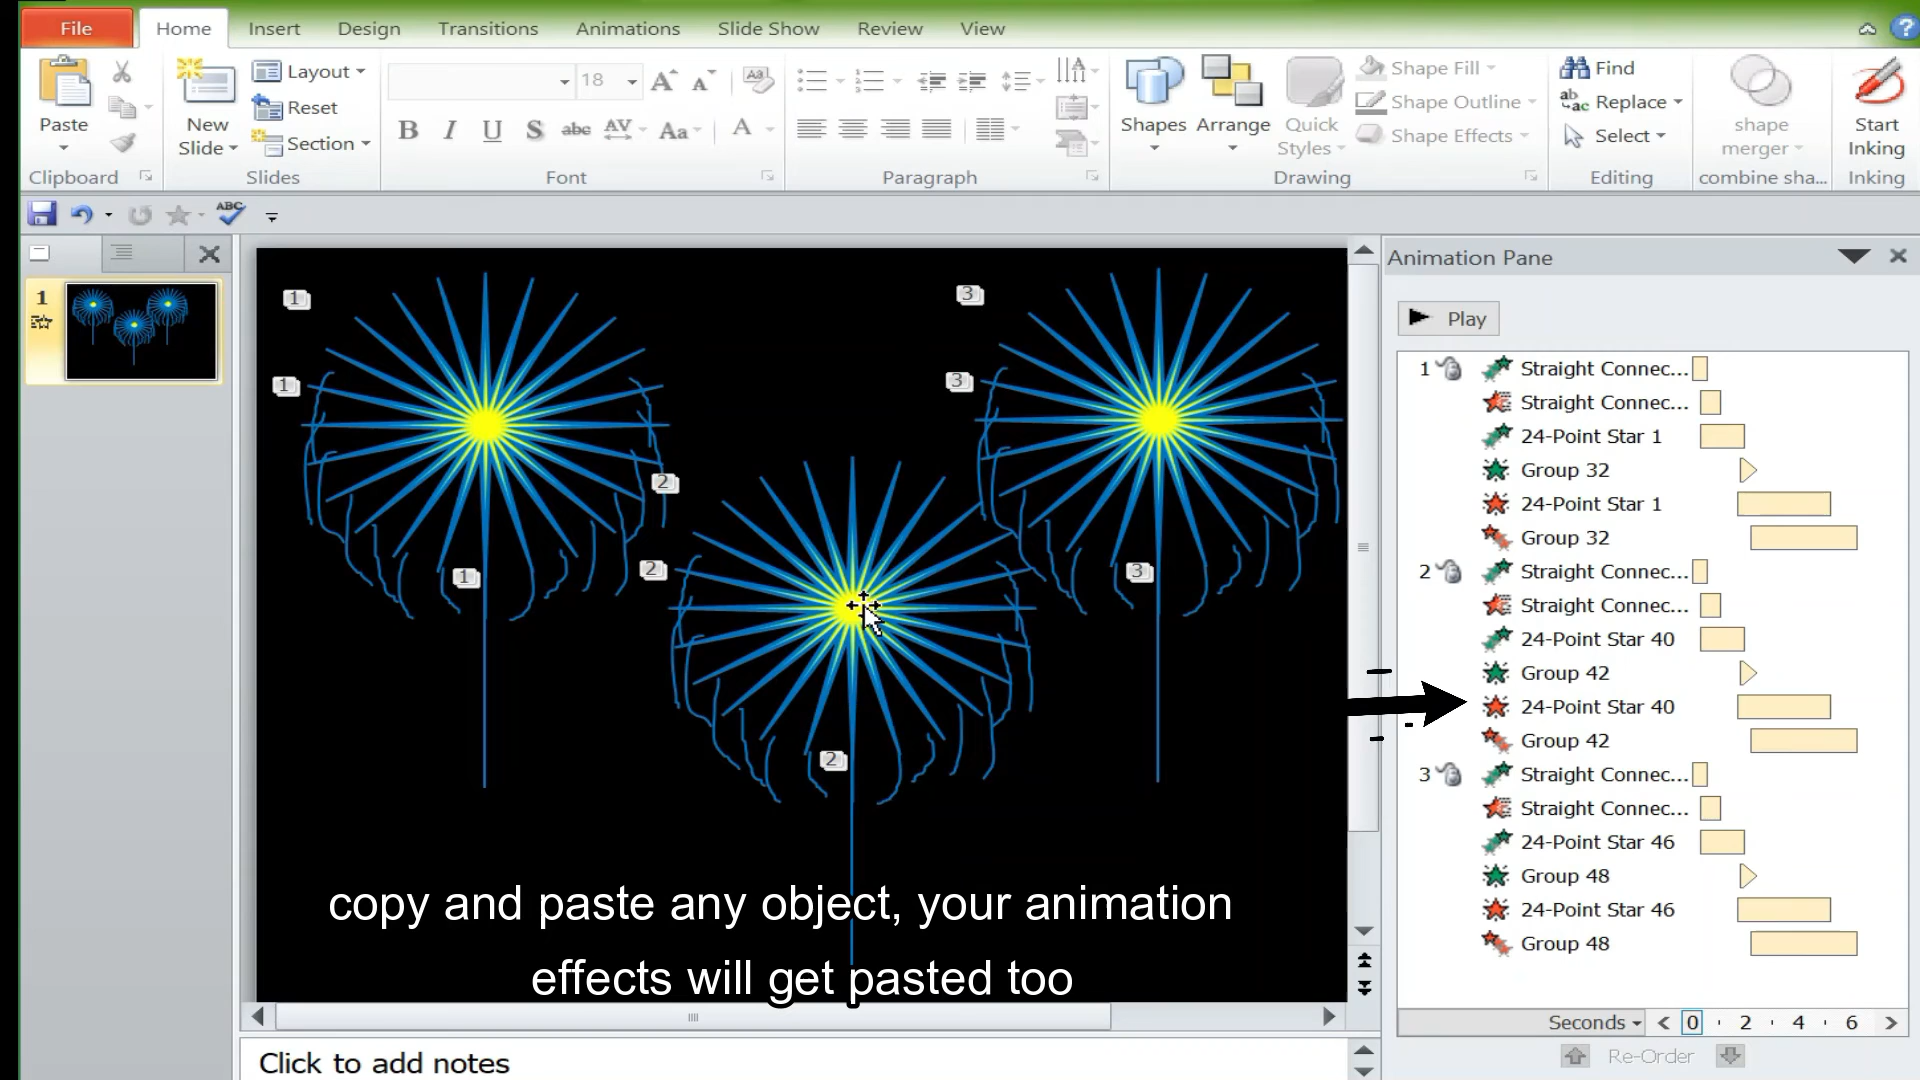 File Home Insert Design Transitions Animations Slide Show Review View ?
Paste
New
Slide
Layout
Reset
Section
18
B I U S abc AV Aa A
Shapes Arrange Quick
Styles
Shape Fill
Shape Outline
Shape Effects
Find
ab ac Replace
Select
shape
merger
Start
Inking
Clipboard Slides Font Paragraph Drawing Editing combine sha... Inking
ABC
1
1
1
1
2
2
2
3
3
3
copy and paste any object, your animation
effects will get pasted too
Click to add notes
Animation Pane
Play
1 Straight Connec...
Straight Connec...
24-Point Star 1
Group 32
24-Point Star 1
Group 32
2 Straight Connec...
Straight Connec...
24-Point Star 40
Group 42
24-Point Star 40
Group 42
3 Straight Connec...
Straight Connec...
24-Point Star 46
Group 48
24-Point Star 46
Group 48
Seconds < 0 2 4 6 >
Re-Order